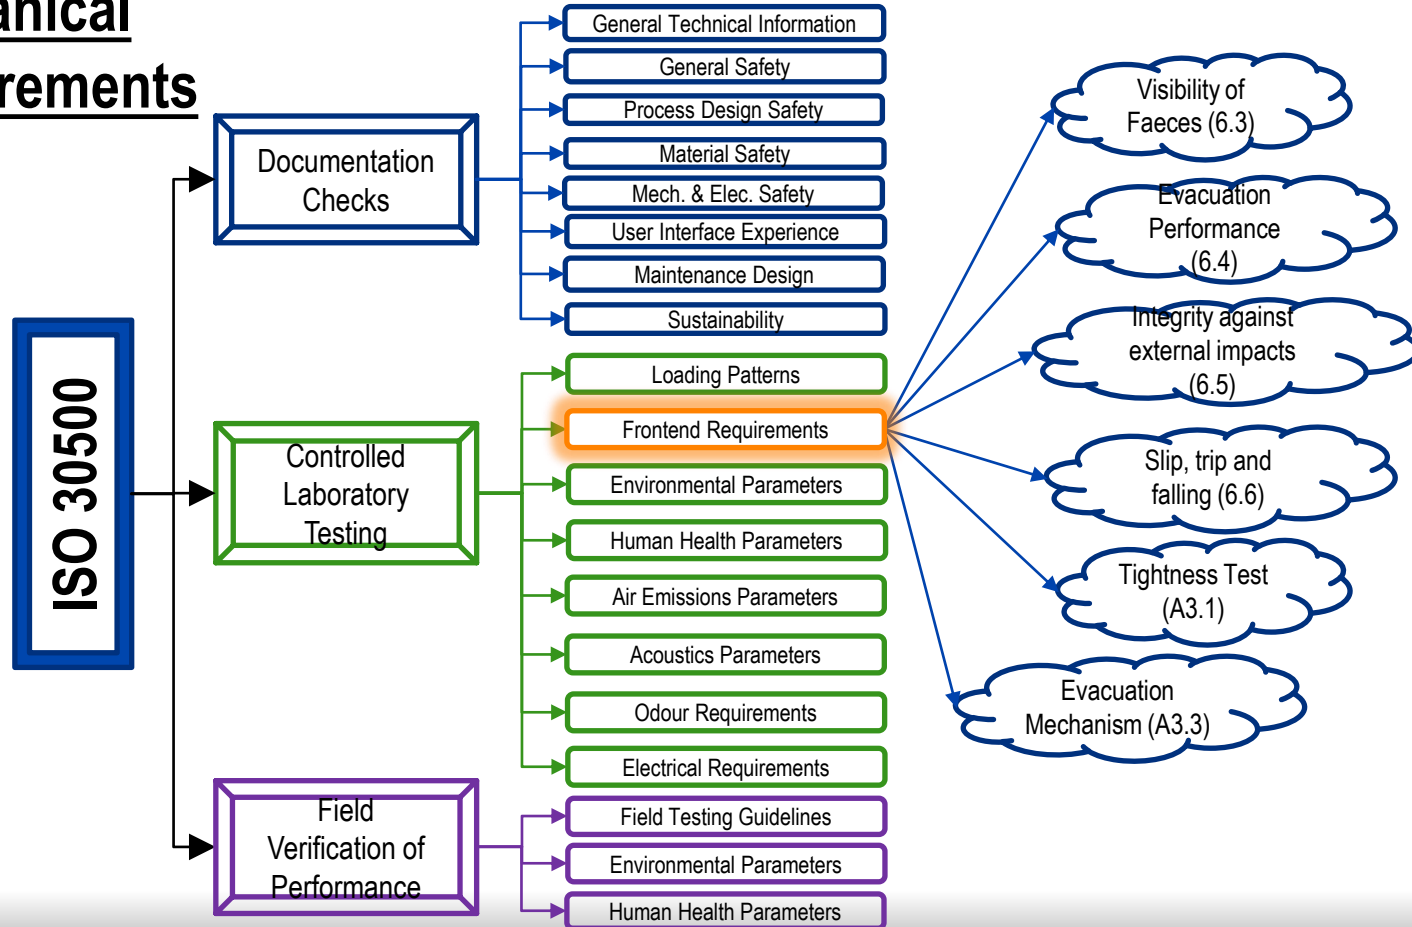 anical
rements
ISO 30500
Documentation
Checks
General Technical Information
General Safety
Process Design Safety
Material Safety
Mech. & Elec. Safety
User Interface Experience
Maintenance Design
Sustainability
Controlled
Laboratory
Testing
Loading Patterns
Frontend Requirements
Environmental Parameters
Human Health Parameters
Air Emissions Parameters
Acoustics Parameters
Odour Requirements
Electrical Requirements
Field
Verification of
Performance
Field Testing Guidelines
Environmental Parameters
Human Health Parameters
Visibility of
Faeces (6.3)
Evacuation
Performance
(6.4)
Integrity against
external impacts
(6.5)
Slip, trip and
falling (6.6)
Tightness Test
(A3.1)
Evacuation
Mechanism (A3.3)